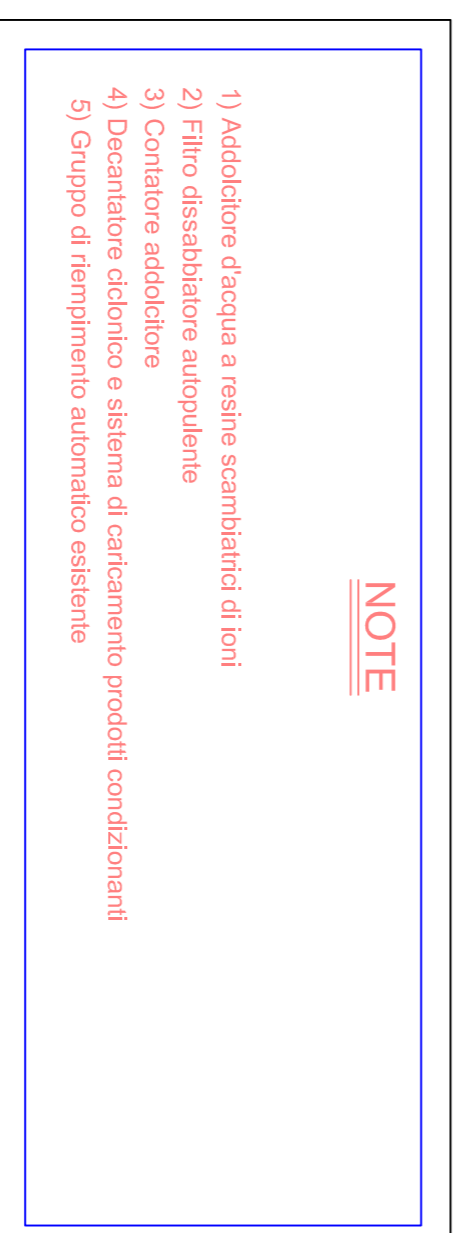 NOTE
1) Addolcitore d'acqua a resine scambiatrici di ioni
2) Filtro dissabbiatore autopulente
3) Contatore addolcitore
4) Decantatore ciclonico e sistema di caricamento prodotti condizionanti
5) Gruppo di riempimento automatico esistente